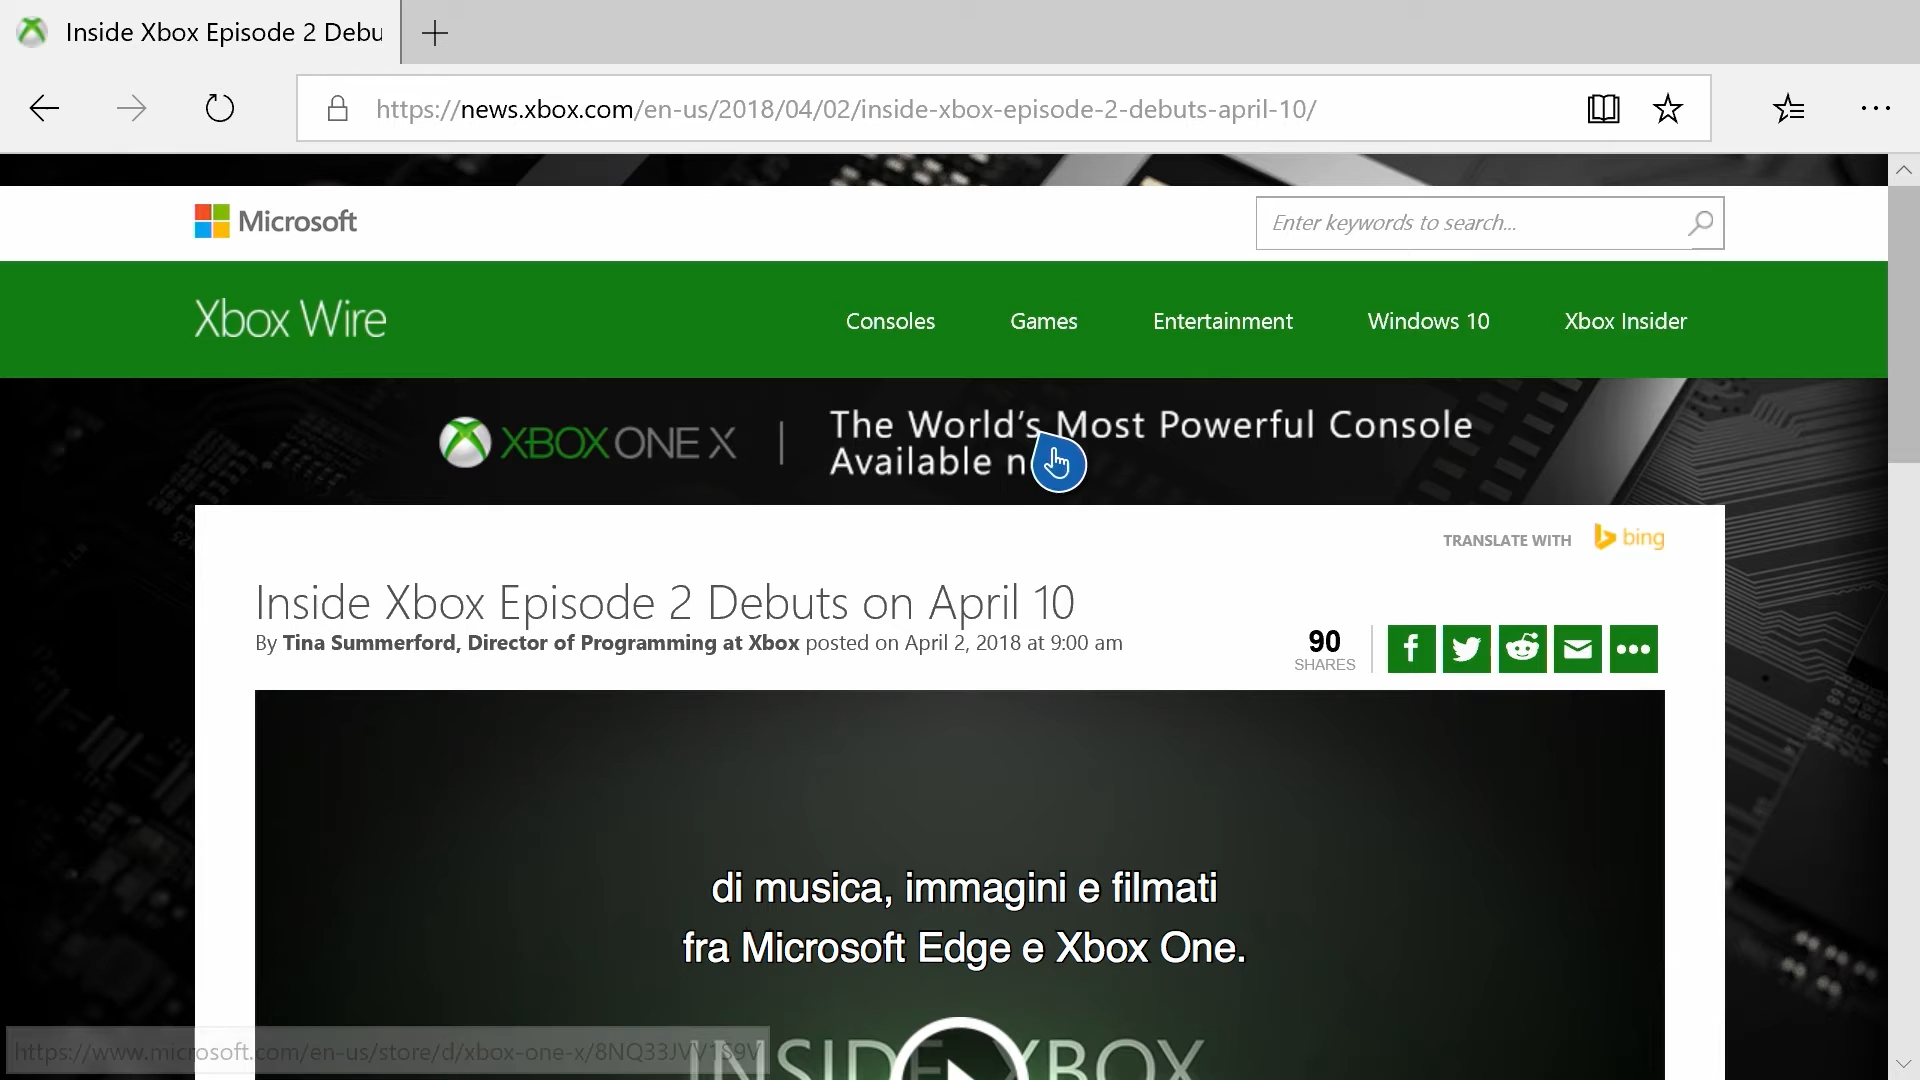 Inside Xbox Episode 2 Debu
https://news.xbox.com/en-us/2018/04/02/inside-xbox-episode-2-debuts-april-10/
Microsoft
Enter keywords to search...
Xbox Wire
Consoles
Games
Entertainment
Windows 10
Xbox Insider
XBOX ONE X
The World's Most Powerful Console
Available
TRANSLATE WITH bing
Inside Xbox Episode 2 Debuts on April 10
By Tina Summerford, Director of Programming at Xbox posted on April 2, 2018 at 9:00 am
90
SHARES
di musica, immagini e filmati
fra Microsoft Edge e Xbox One.
INSIDE XBOX